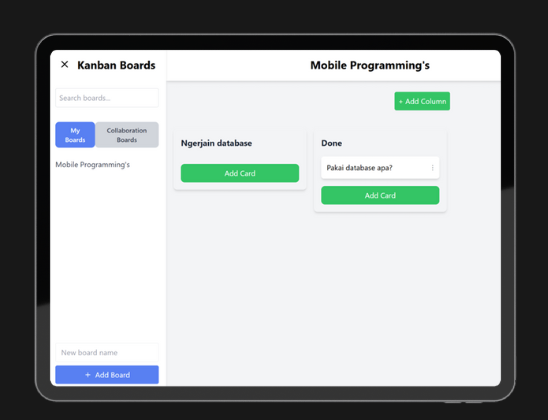 × Kanban Boards
Search boards...
My
Boards
Collaboration
Boards
Mobile Programming's
New board name
+ Add Board
Mobile Programming's
+ Add Column
Ngerjain database
Add Card
Done
Pakai database apa?
Add Card